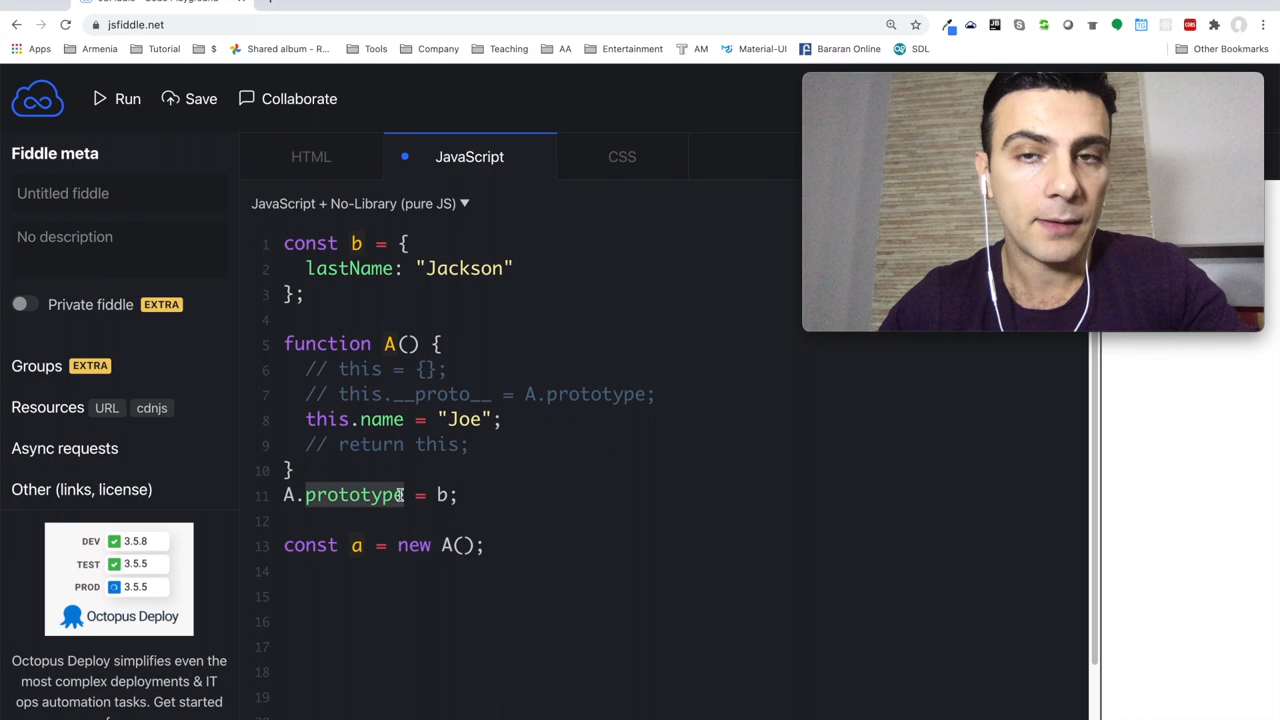 jsfiddle.net
Apps Armenia Tutorial $ Shared album - R... Tools Company Teaching AA Entertainment AM Material-UI Bararan Online SDL Other Bookmarks
Run Save Collaborate
Fiddle meta
Untitled fiddle
No description
Private fiddle EXTRA
Groups EXTRA
Resources URL cdnjs
Async requests
Other (links, license)
DEV 3.5.8
TEST 3.5.5
PROD 3.5.5
Octopus Deploy
Octopus Deploy simplifies even the
most complex deployments & IT
ops automation tasks. Get started
HTML JavaScript CSS
JavaScript + No-Library (pure JS) ▼
1 const b = {
2 lastName: "Jackson"
3 };
4
5 function A() {
6 // this = {};
7 // this.__proto__ = A.prototype;
8 this.name = "Joe";
9 // return this;
10 }
11 A.prototype = b;
12
13 const a = new A();
14
15
16
17
18
19